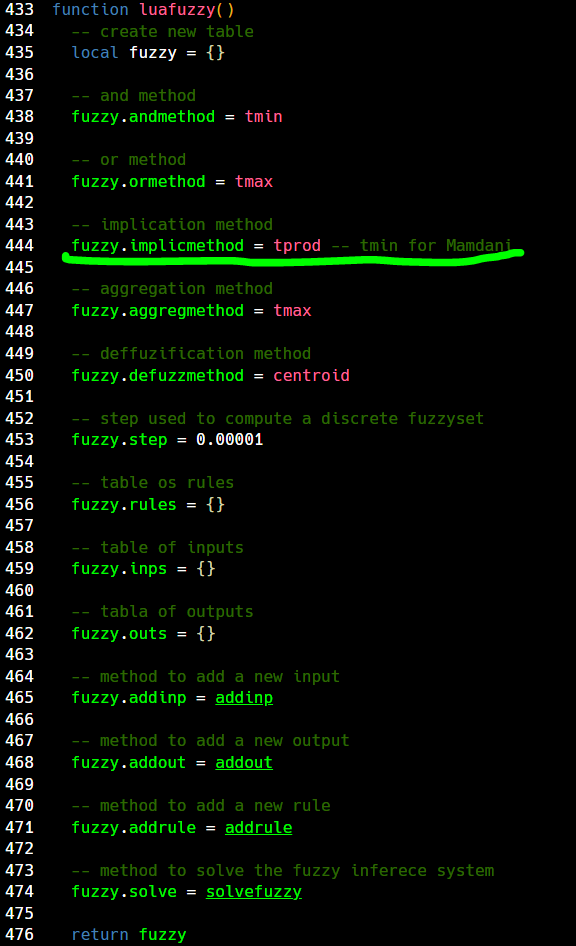 433 function luafuzzy()
434 -- create new table
435 local fuzzy = {}
436
437 -- and method
438 fuzzy.andmethod = tmin
439
440 -- or method
441 fuzzy.ormethod = tmax
442
443 -- implication method
444 fuzzy.implicmethod = tprod -- tmin for Mamdani
445
446 -- aggregation method
447 fuzzy.aggregmethod = tmax
448
449 -- deffuzification method
450 fuzzy.defuzzmethod = centroid
451
452 -- step used to compute a discrete fuzzyset
453 fuzzy.step = 0.00001
454
455 -- table os rules
456 fuzzy.rules = {}
457
458 -- table of inputs
459 fuzzy.inps = {}
460
461 -- tabla of outputs
462 fuzzy.outs = {}
463
464 -- method to add a new input
465 fuzzy.addinp = addinp
466
467 -- method to add a new output
468 fuzzy.addout = addout
469
470 -- method to add a new rule
471 fuzzy.addrule = addrule
472
473 -- method to solve the fuzzy inferece system
474 fuzzy.solve = solvefuzzy
475
476 return fuzzy